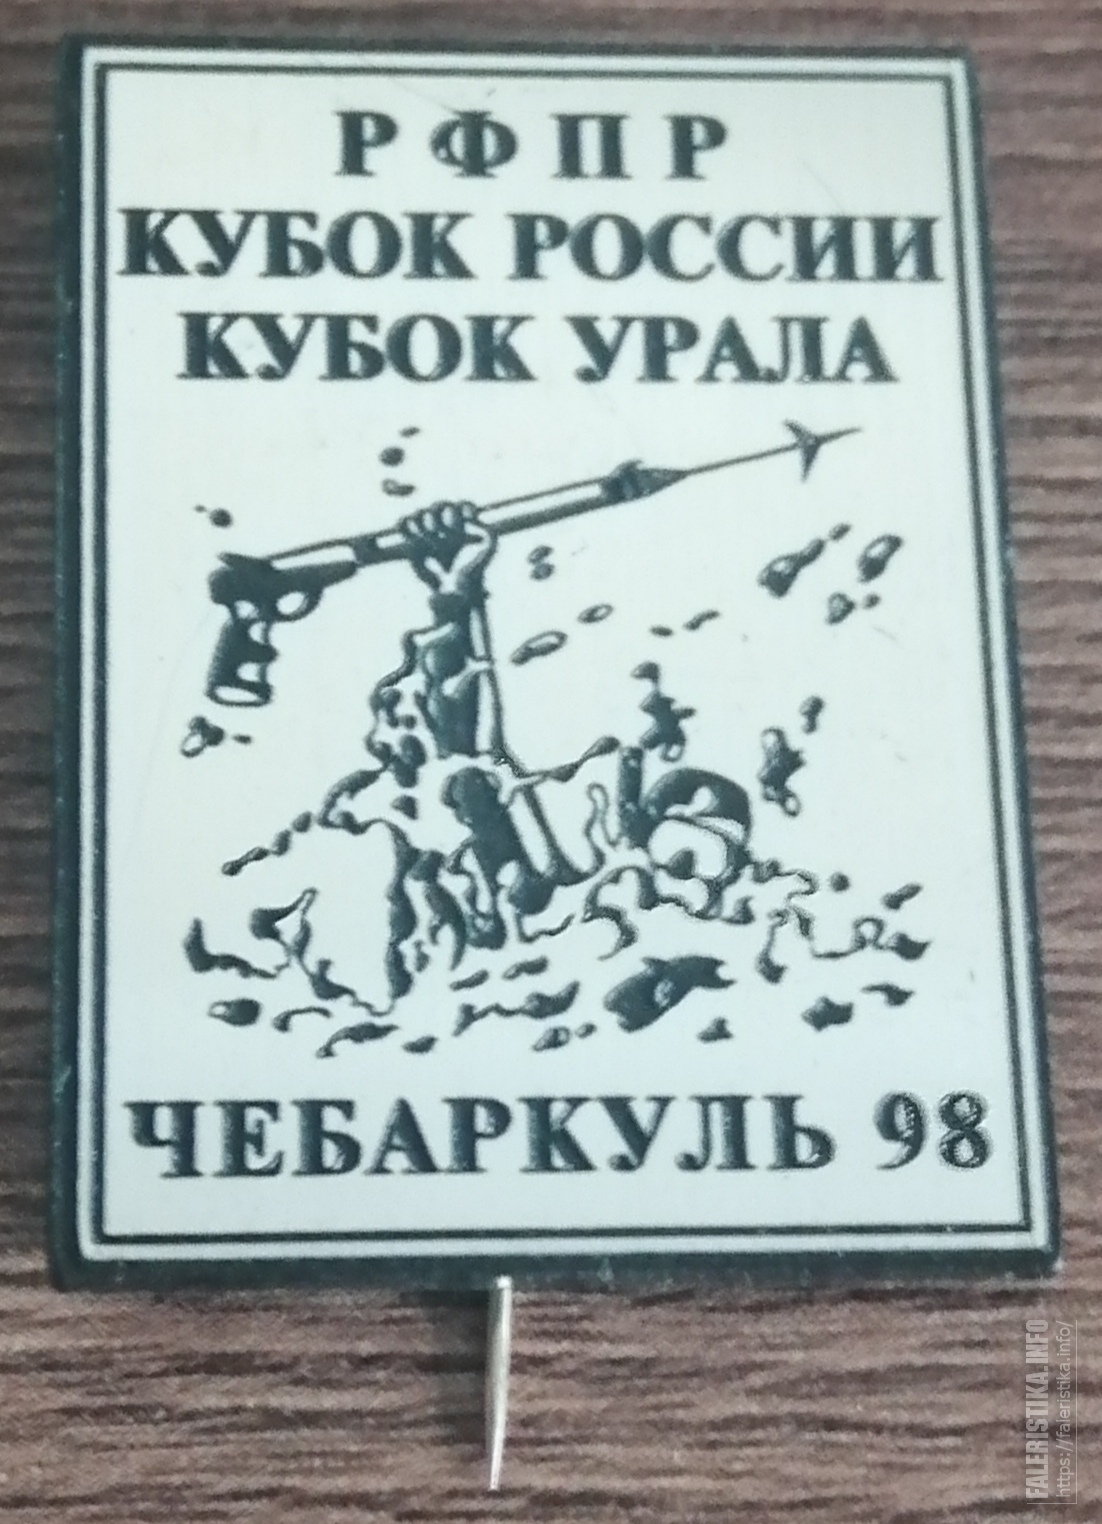 РФПР
КУБОК РОССИИ
КУБОК УРАЛА
ЧЕБАРКУЛЬ 98
FALERISTIKA.INFO
https://faleristika.info/